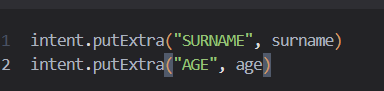 1 intent.putExtra("SURNAME", surname)
2 intent.putExtra("AGE", age)